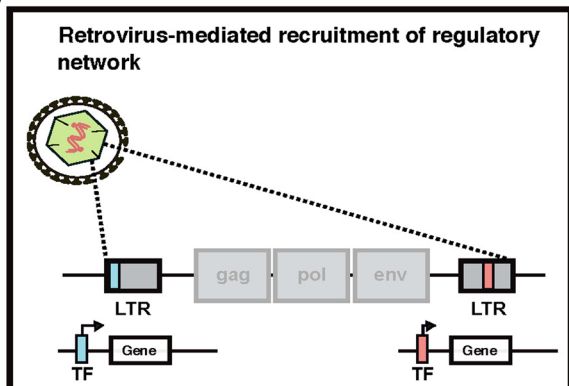 Retrovirus-mediated recruitment of regulatory
network
gag pol env
LTR LTR
Gene Gene
TF TF